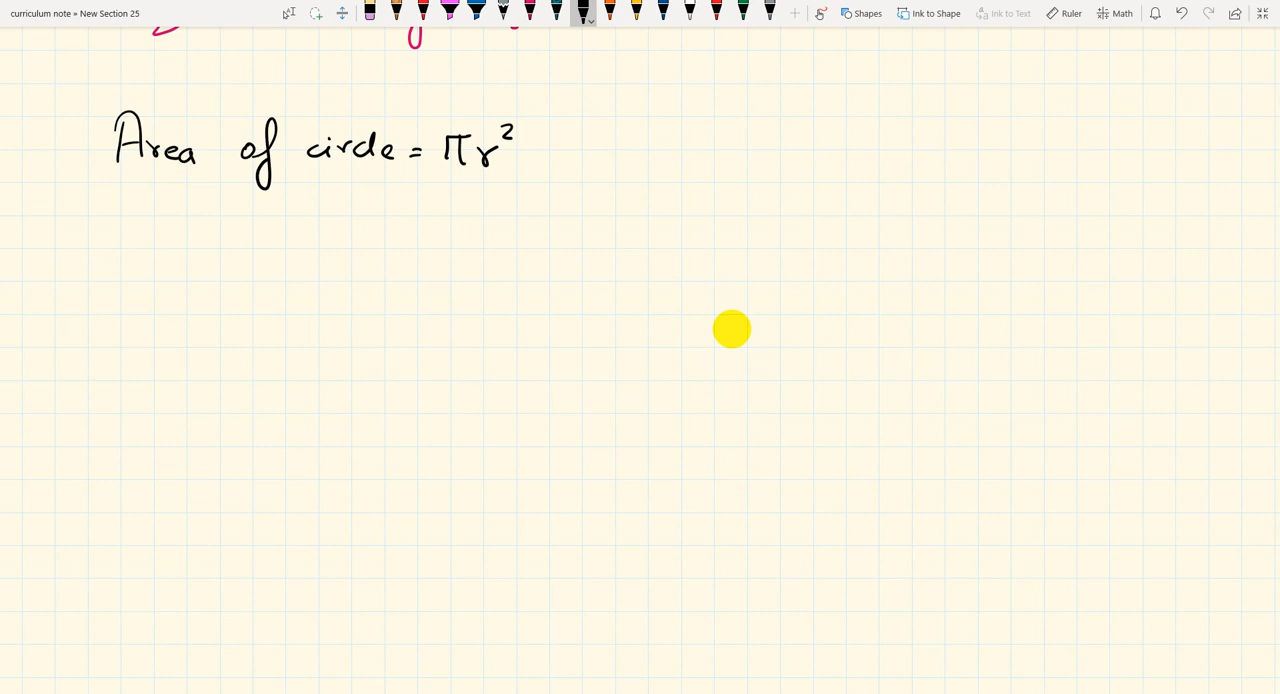 curriculum note » New Section 25
Shapes
Ink to Shape
Ink to Text
Ruler
Math
Area of circle = πr²